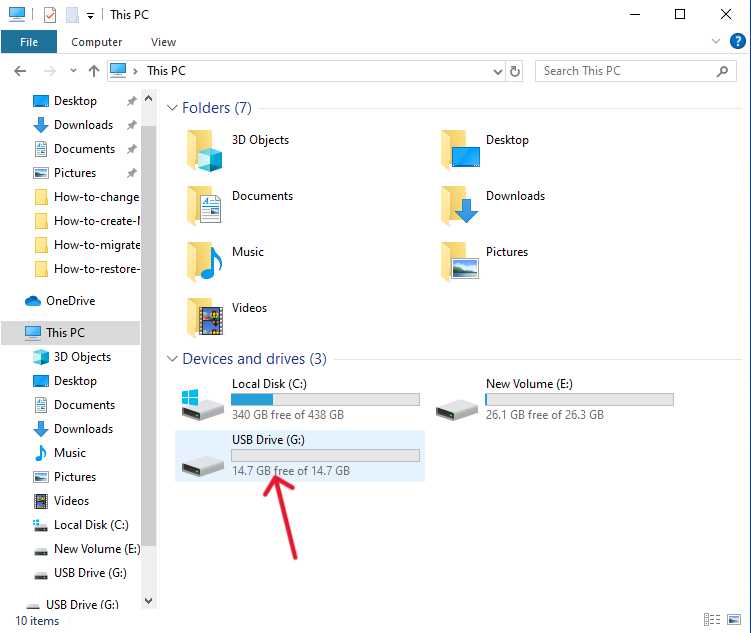 This PC
File Computer View
This PC Search This PC
Desktop
Downloads
Documents
Pictures
How-to-change
How-to-create-
How-to-migrate
How-to-restore-
OneDrive
This PC
3D Objects
Desktop
Documents
Downloads
Music
Pictures
Videos
Local Disk (C:)
New Volume (E:)
USB Drive (G:)
USB Drive (G:)
Folders (7)
3D Objects Desktop
Documents Downloads
Music Pictures
Videos
Devices and drives (3)
Local Disk (C:)
340 GB free of 438 GB
New Volume (E:)
26.1 GB free of 26.3 GB
USB Drive (G:)
14.7 GB free of 14.7 GB
10 items